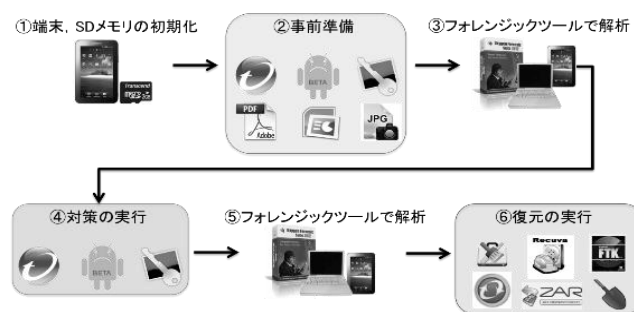 ①端末，SDメモリの初期化
Transcend
②事前準備
BETA
PDF
Adobe
JPG
③フォレンジックツールで解析
④対策の実行
BETA
⑤フォレンジックツールで解析
⑥復元の実行
Recuva
FTK
ZAR